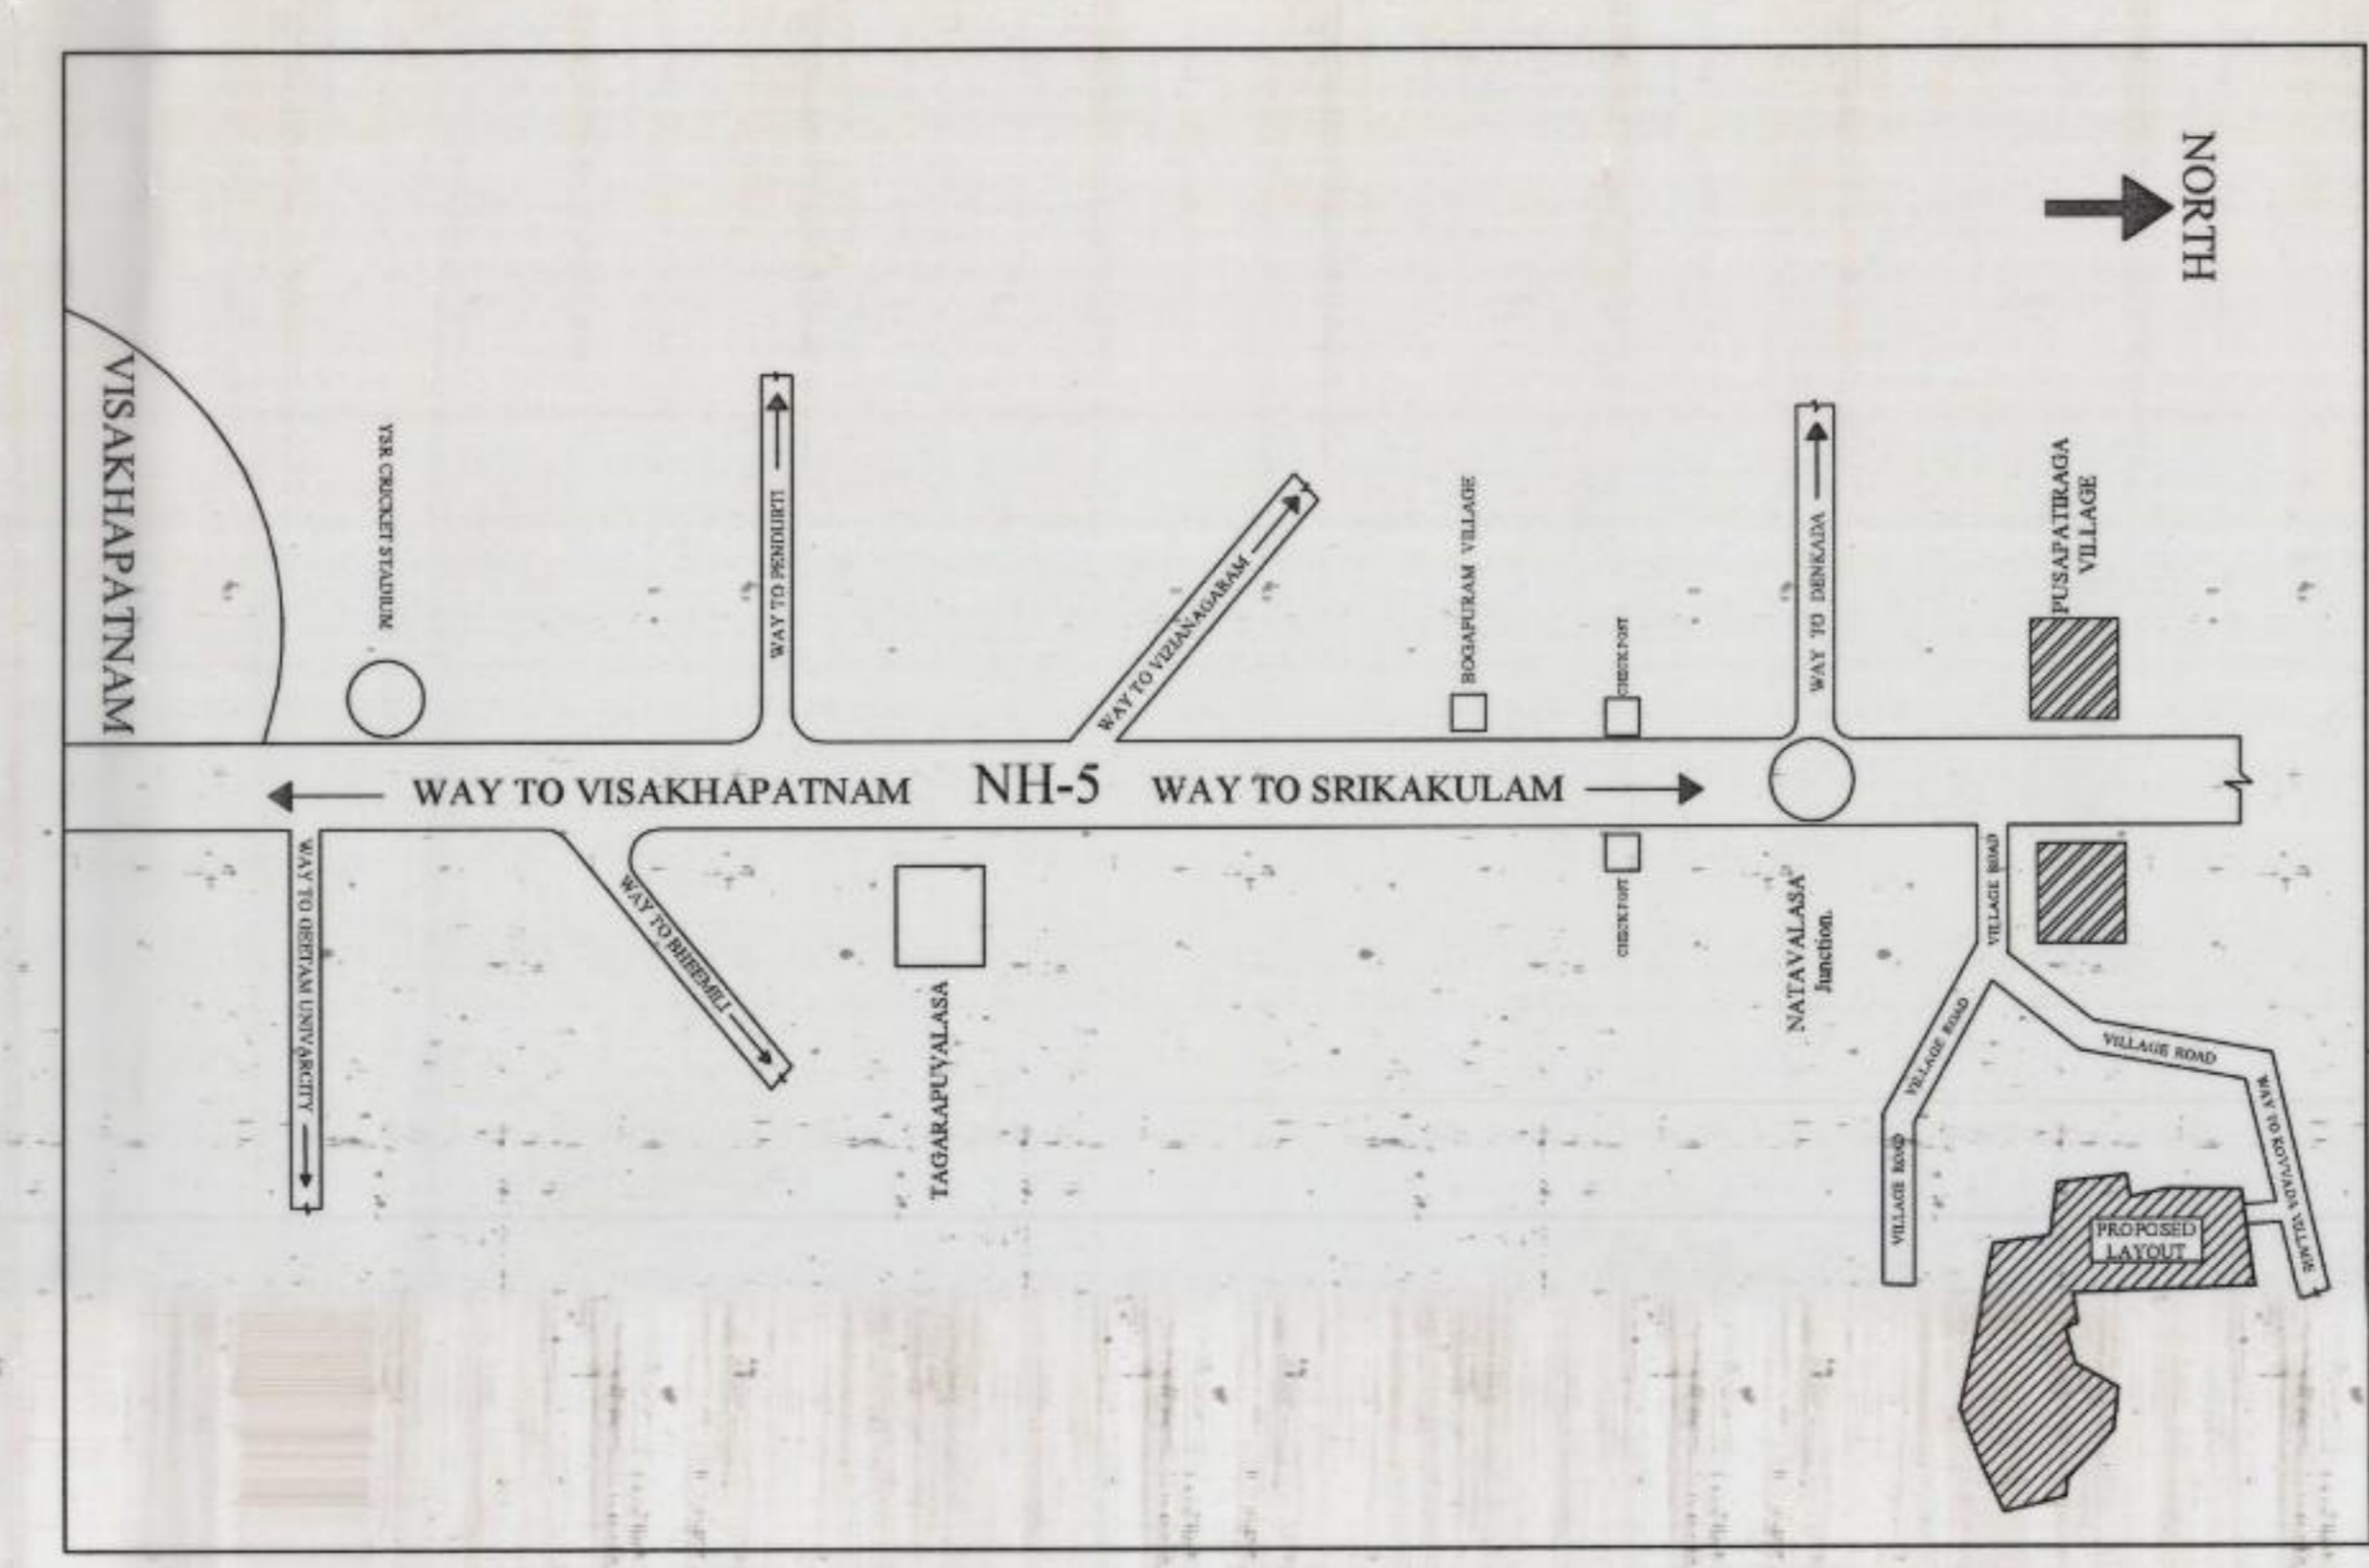 NORTH
VISAKHAPATNAM
YSR CRICKET STADIUM
WAY TO PENDURTI
WAY TO VIZIANAGARAM
BOGAPURAM VILLAGE
CHECK POST
WAY TO DENKADA
PUSAPATIRAGA
VILLAGE
WAY TO VISAKHAPATNAM
NH-5
WAY TO SRIKAKULAM
WAY TO GEETAM UNIVARCITY
WAY TO BHEEMILI
TAGARAPUVALASA
CHECK POST
NATAVALASA
Junction.
VILLAGE ROAD
VILLAGE ROAD
VILLAGE ROAD
VILLAGE ROAD
WAY TO KOVVADA VILLAGE
PROPOSED
LAYOUT